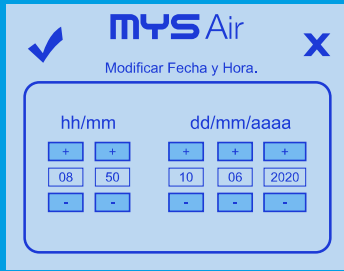 MYS Air
X
Modificar Fecha y Hora.
hh/mm dd/mm/aaaa
+ + + + +
08 50 10 06 2020
- - - - -